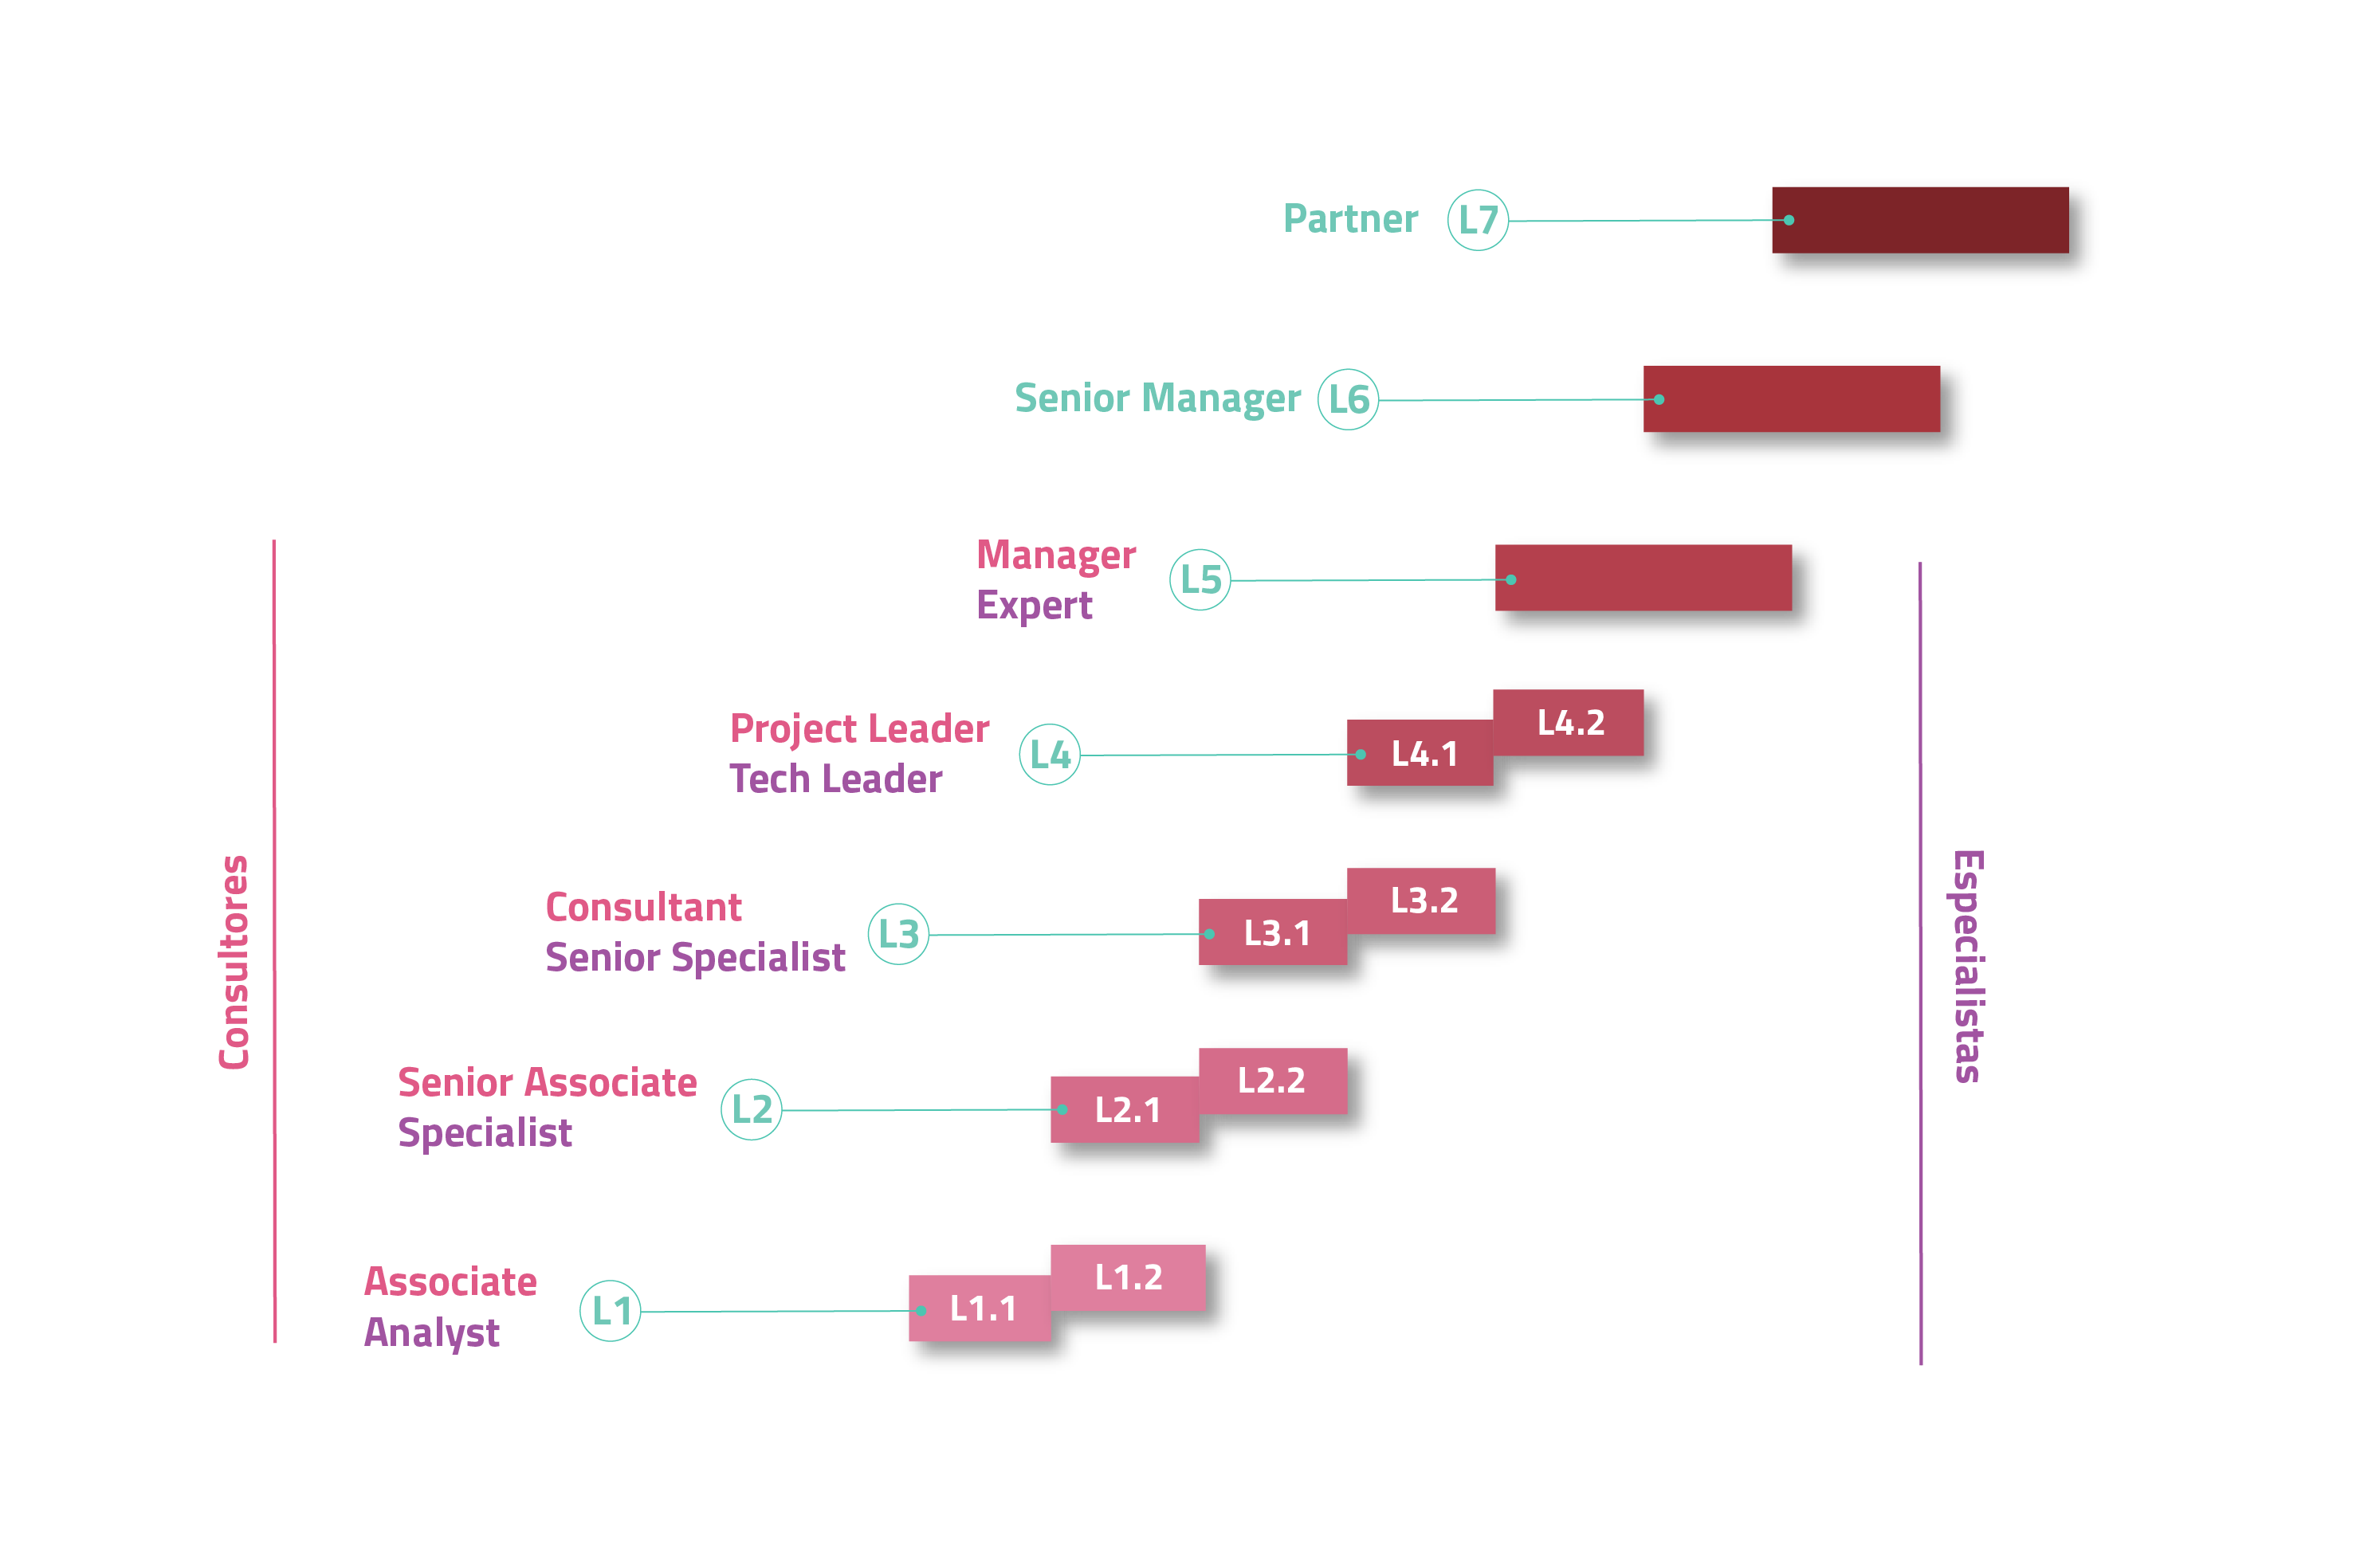 Partner
L7
Senior Manager
L6
Manager
Expert
L5
Project Leader
Tech Leader
L4
L4.1
L4.2
Consultant
Senior Specialist
L3
L3.1
L3.2
Senior Associate
Specialist
L2
L2.1
L2.2
Associate
Analyst
L1
L1.1
L1.2
Consultores
Especialistas